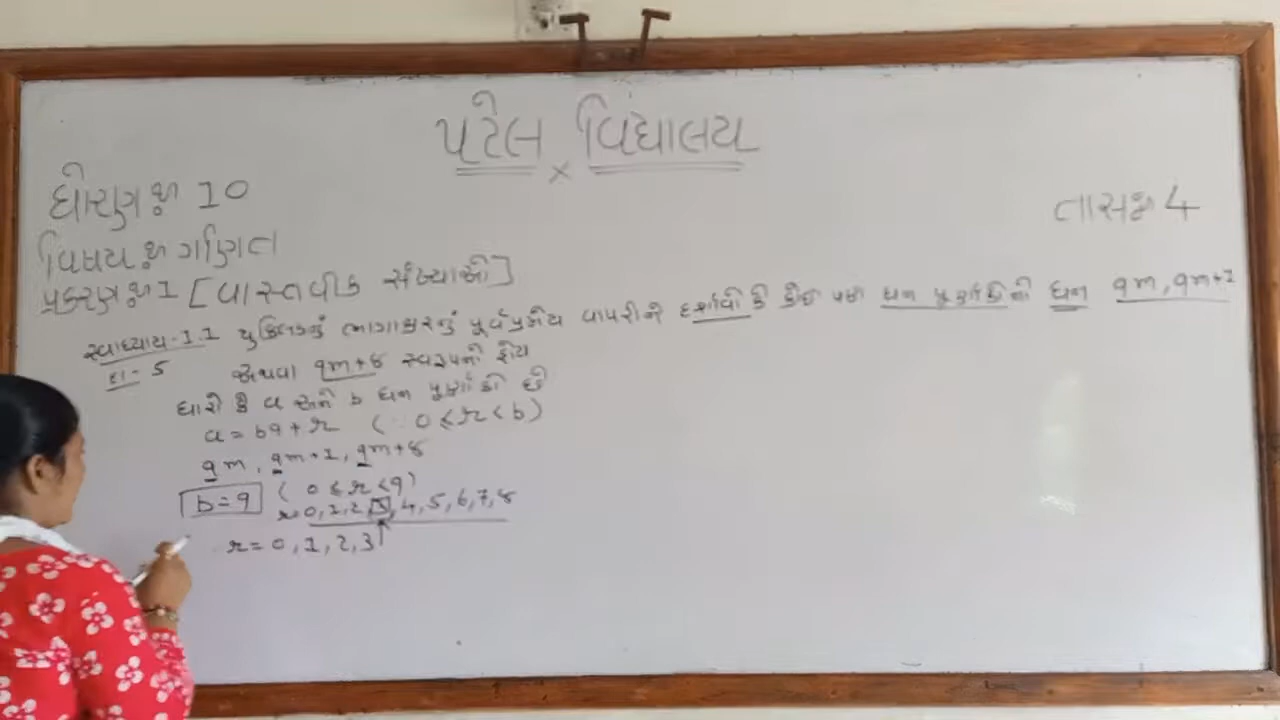 પટેલ વિદ્યાલય
×
ધોરણ ઃ 10
તાસ ઃ 4
વિષય ઃ ગણિત
પ્રકરણ ઃ 1 [વાસ્તવીક સંખ્યાઓ]
સ્વાધ્યાય-1.1 યુક્લિડનું ભાગાકારનું પૂર્વપ્રમેય વાપરીને દર્શાવો કે કોઈ પણ ધન પૂર્ણાંકની ઘન 9m, 9m+1
દા-5 અથવા 9m+8 સ્વરૂપનો હોય
ધારો કે a અને b ધન પૂર્ણાંકો છે
a = bq + r ( 0 ≤ r < b)
9m, 9m+1, 9m+8
b=9 ( 0 ≤ r < 9)
r=0,1,2,3,4,5,6,7,8
r = 0, 1, 2, 3